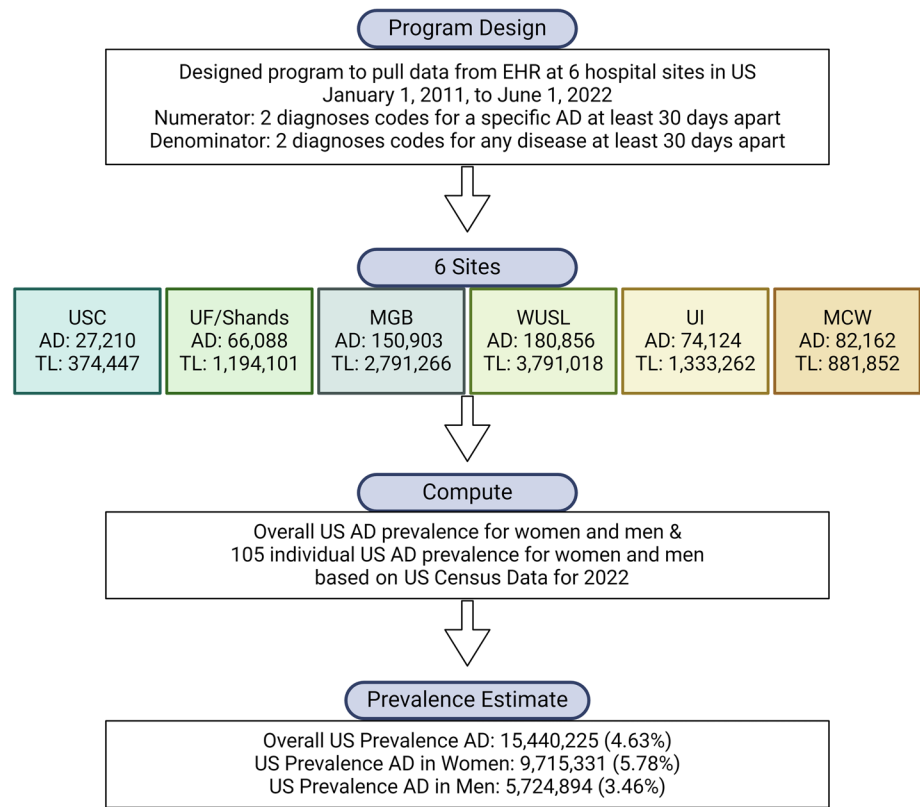 Program Design
Designed program to pull data from EHR at 6 hospital sites in US
January 1, 2011, to June 1, 2022
Numerator: 2 diagnoses codes for a specific AD at least 30 days apart
Denominator: 2 diagnoses codes for any disease at least 30 days apart
6 Sites
USC
AD: 27,210
TL: 374,447
UF/Shands
AD: 66,088
TL: 1,194,101
MGB
AD: 150,903
TL: 2,791,266
WUSL
AD: 180,856
TL: 3,791,018
UI
AD: 74,124
TL: 1,333,262
MCW
AD: 82,162
TL: 881,852
Compute
Overall US AD prevalence for women and men &
105 individual US AD prevalence for women and men
based on US Census Data for 2022
Prevalence Estimate
Overall US Prevalence AD: 15,440,225 (4.63%)
US Prevalence AD in Women: 9,715,331 (5.78%)
US Prevalence AD in Men: 5,724,894 (3.46%)